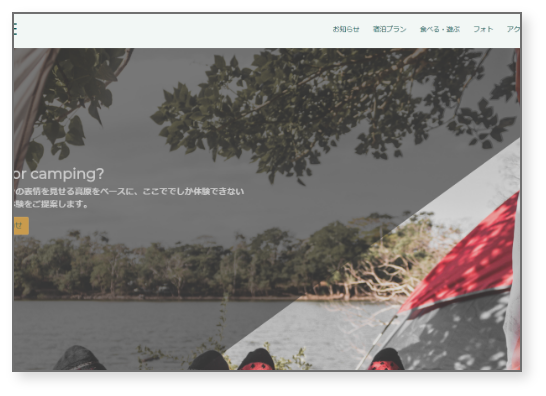 お知らせ 宿泊プラン 食べる・遊ぶ フォト アク
or camping?
の表情を見せる高原をベースに、ここででしか体験できない
験をご提案します。
せ